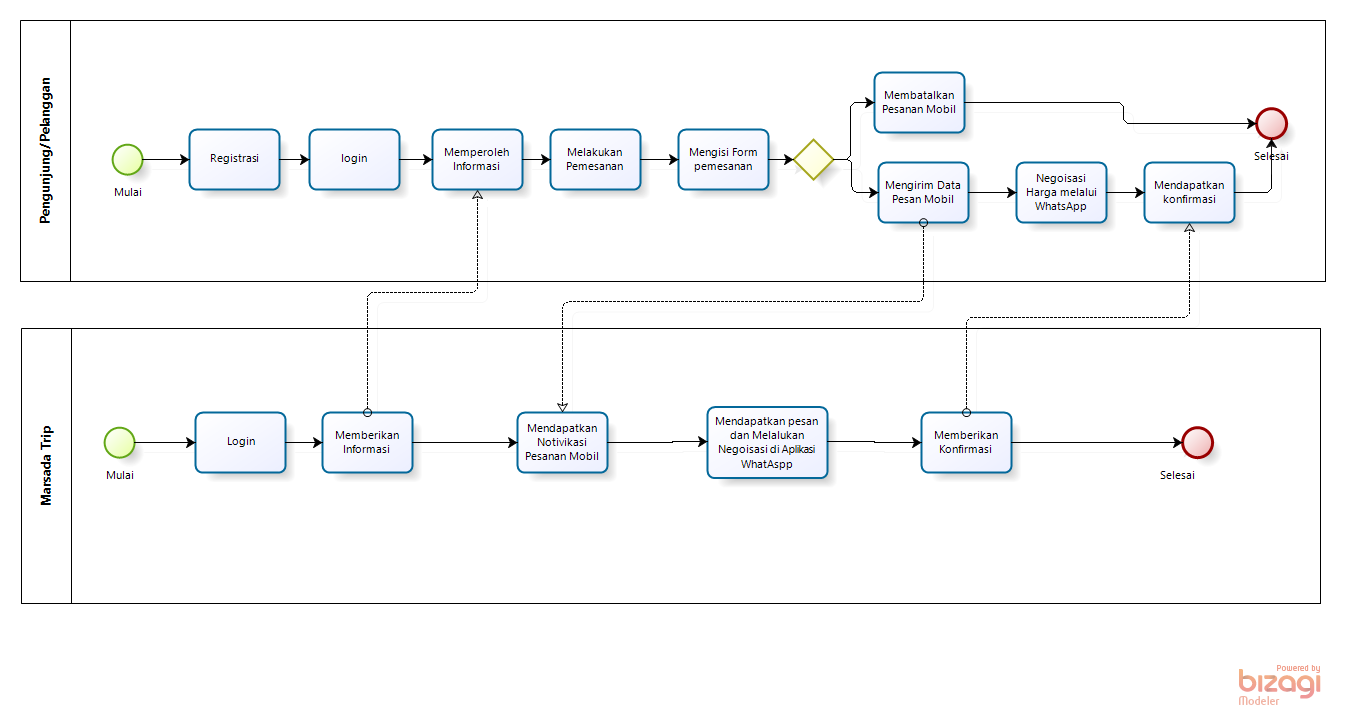 Pengunjung/Pelanggan
Mulai
Registrasi
login
Memperoleh
Informasi
Melakukan
Pemesanan
Mengisi Form
pemesanan
Membatalkan
Pesanan Mobil
Mengirim Data
Pesan Mobil
Negoisasi
Harga melalui
WhatsApp
Mendapatkan
konfirmasi
Selesai
Marsada Trip
Mulai
Login
Memberikan
Informasi
Mendapatkan
Notivikasi
Pesanan Mobil
Mendapatkan pesan
dan Melalukan
Negoisasi di Aplikasi
WhatAspp
Memberikan
Konfirmasi
Selesai
Powered by
bizagi
Modeler